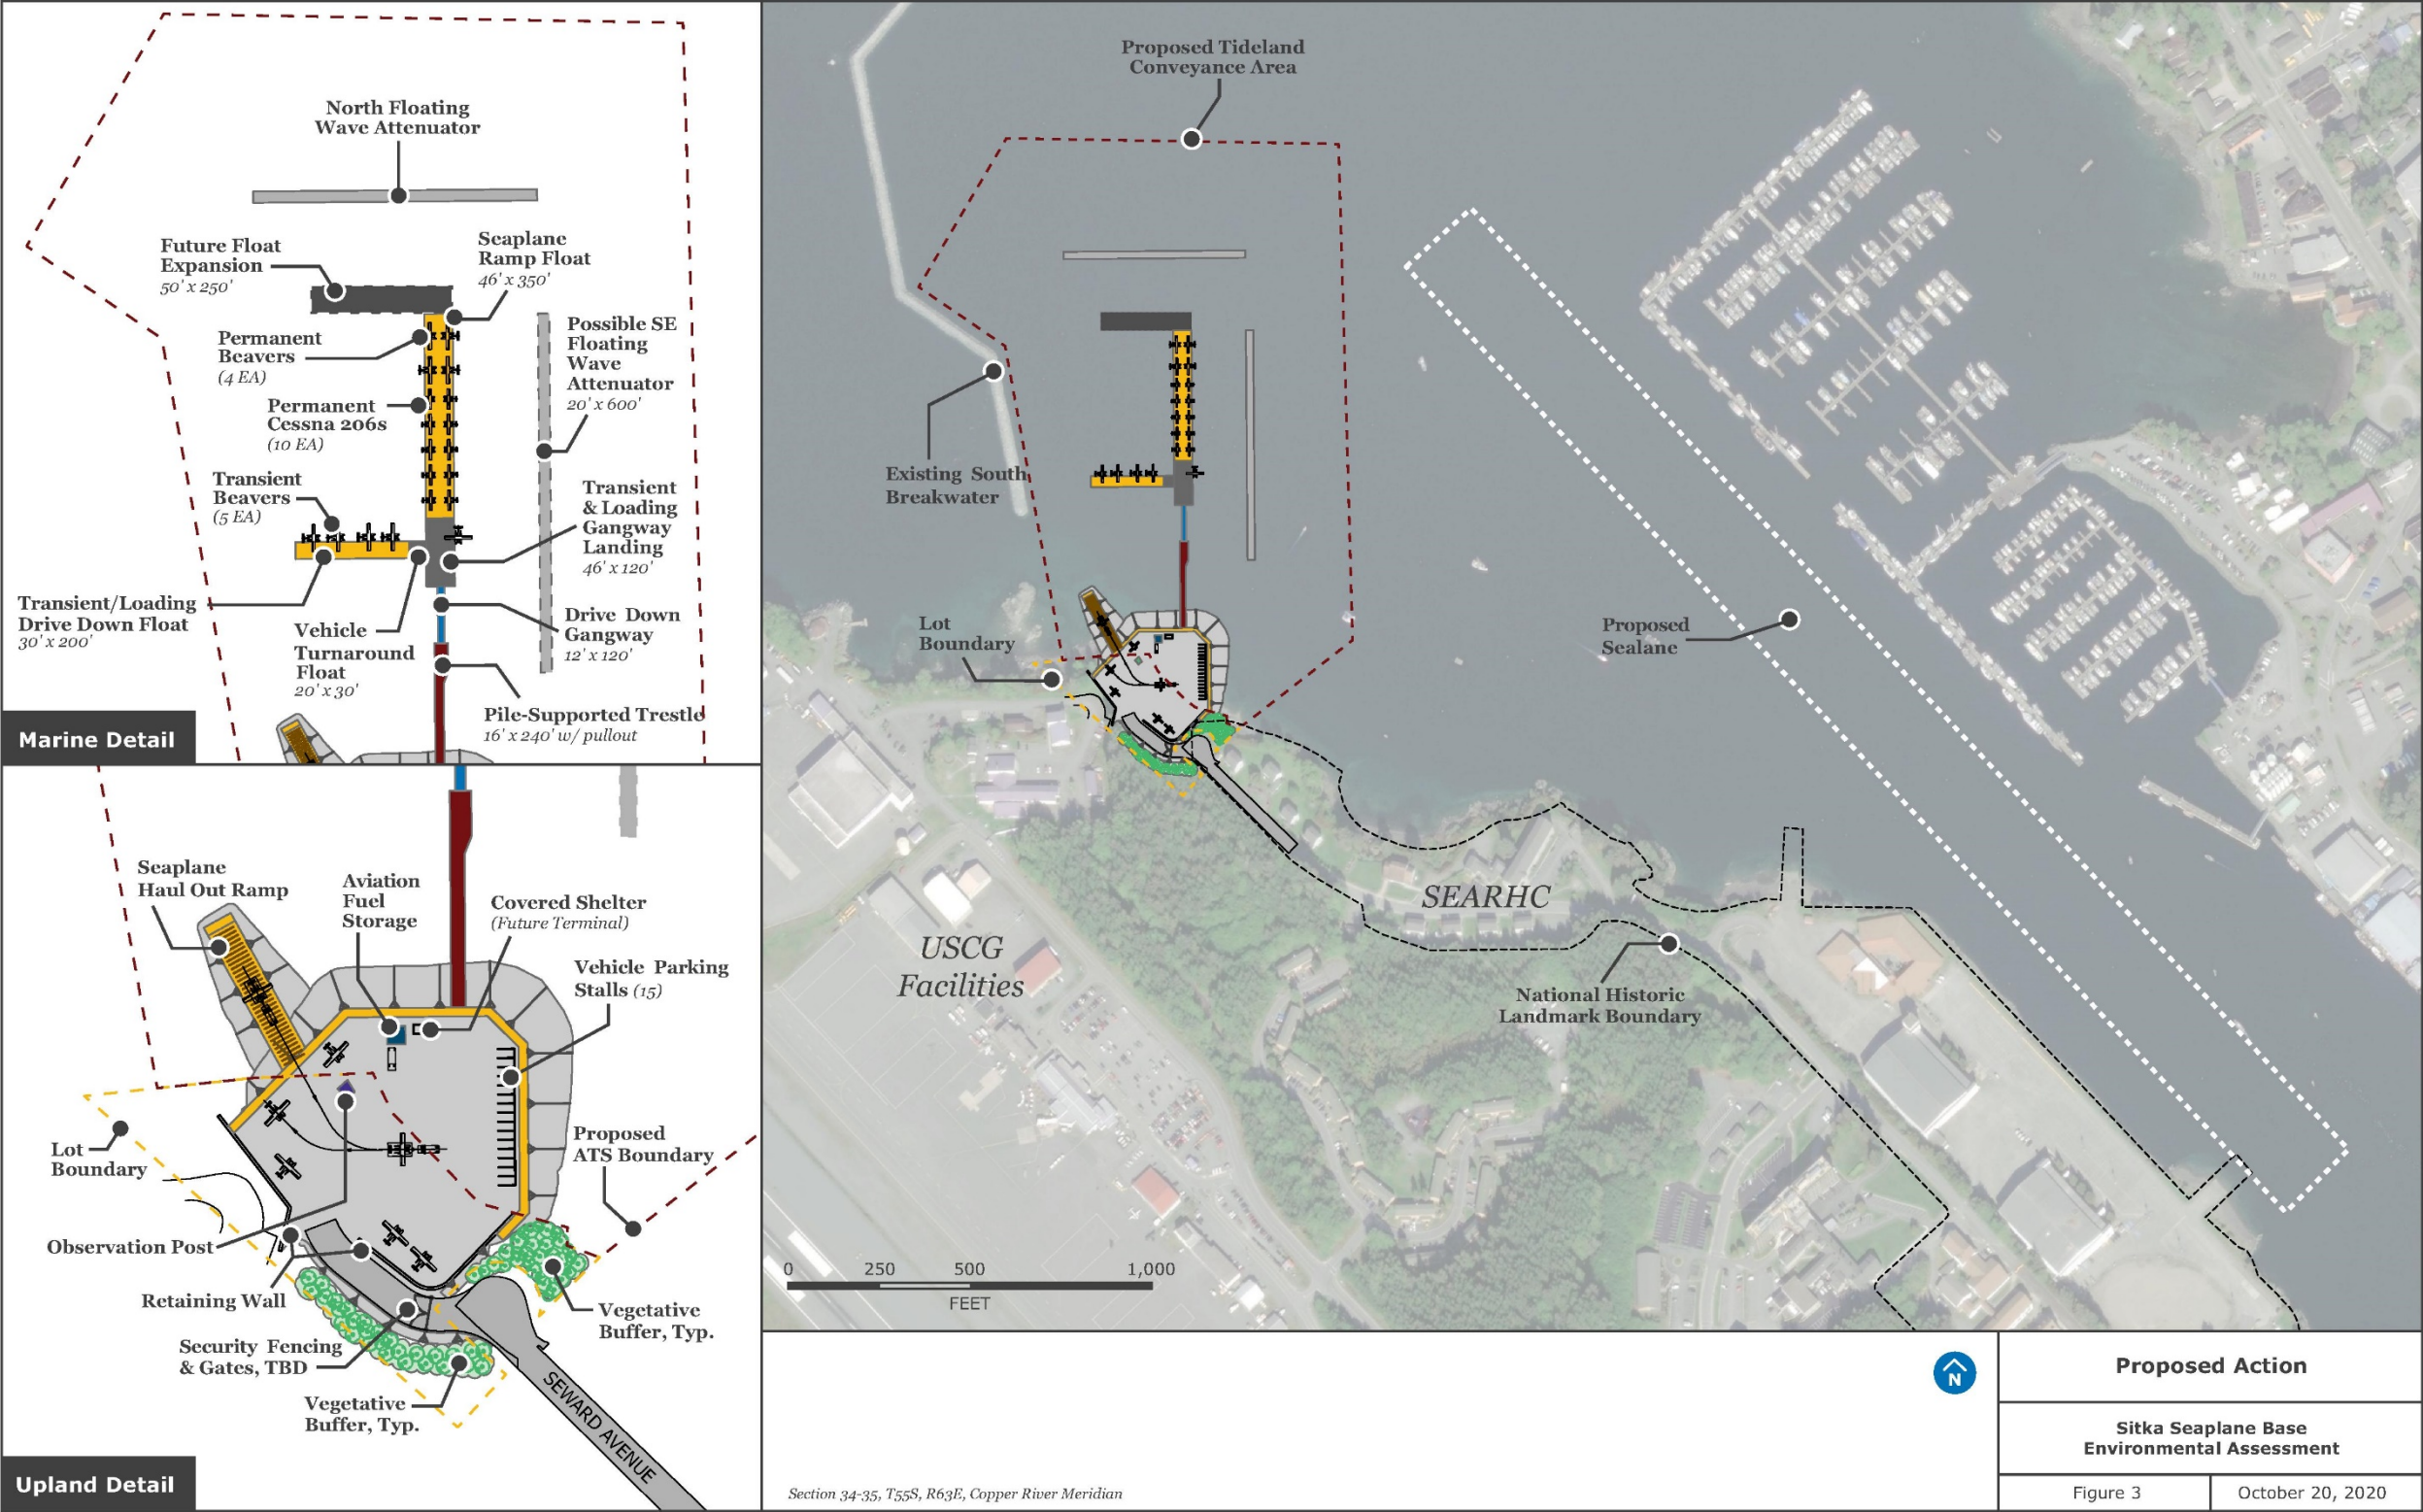 North Floating
Wave Attenuator
Future Float
Expansion
50' x 250'
Seaplane
Ramp Float
46' x 350'
Permanent
Beavers
(4 EA)
Possible SE
Floating
Wave
Attenuator
20' x 600'
Permanent
Cessna 206s
(10 EA)
Transient
Beavers
(5 EA)
Transient
& Loading
Gangway
Landing
46' x 120'
Transient/Loading
Drive Down Float
30' x 200'
Vehicle
Turnaround
Float
20' x 30'
Drive Down
Gangway
12' x 120'
Pile-Supported Trestle
16' x 240' w/ pullout
Marine Detail
Seaplane
Haul Out Ramp
Aviation
Fuel
Storage
Covered Shelter
(Future Terminal)
Vehicle Parking
Stalls (15)
Lot
Boundary
Proposed
ATS Boundary
Observation Post
Retaining Wall
Security Fencing
& Gates, TBD
Vegetative
Buffer, Typ.
Vegetative
Buffer, Typ.
SEWARD AVENUE
Upland Detail
Proposed Tideland
Conveyance Area
Existing South
Breakwater
Lot
Boundary
Proposed
Sealane
SEARHC
USCG
Facilities
National Historic
Landmark Boundary
0 250 500 1,000
FEET
N
Section 34-35, T55S, R63E, Copper River Meridian
Proposed Action
Sitka Seaplane Base
Environmental Assessment
Figure 3
October 20, 2020